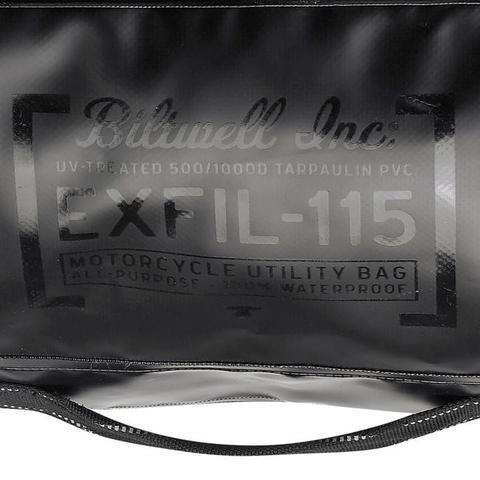 Biltwell Inc.®
UV-TREATED 500/1000D TARPAULIN PVC
EXFIL-115
MOTORCYCLE UTILITY BAG
ALL-PURPOSE - 100% WATERPROOF